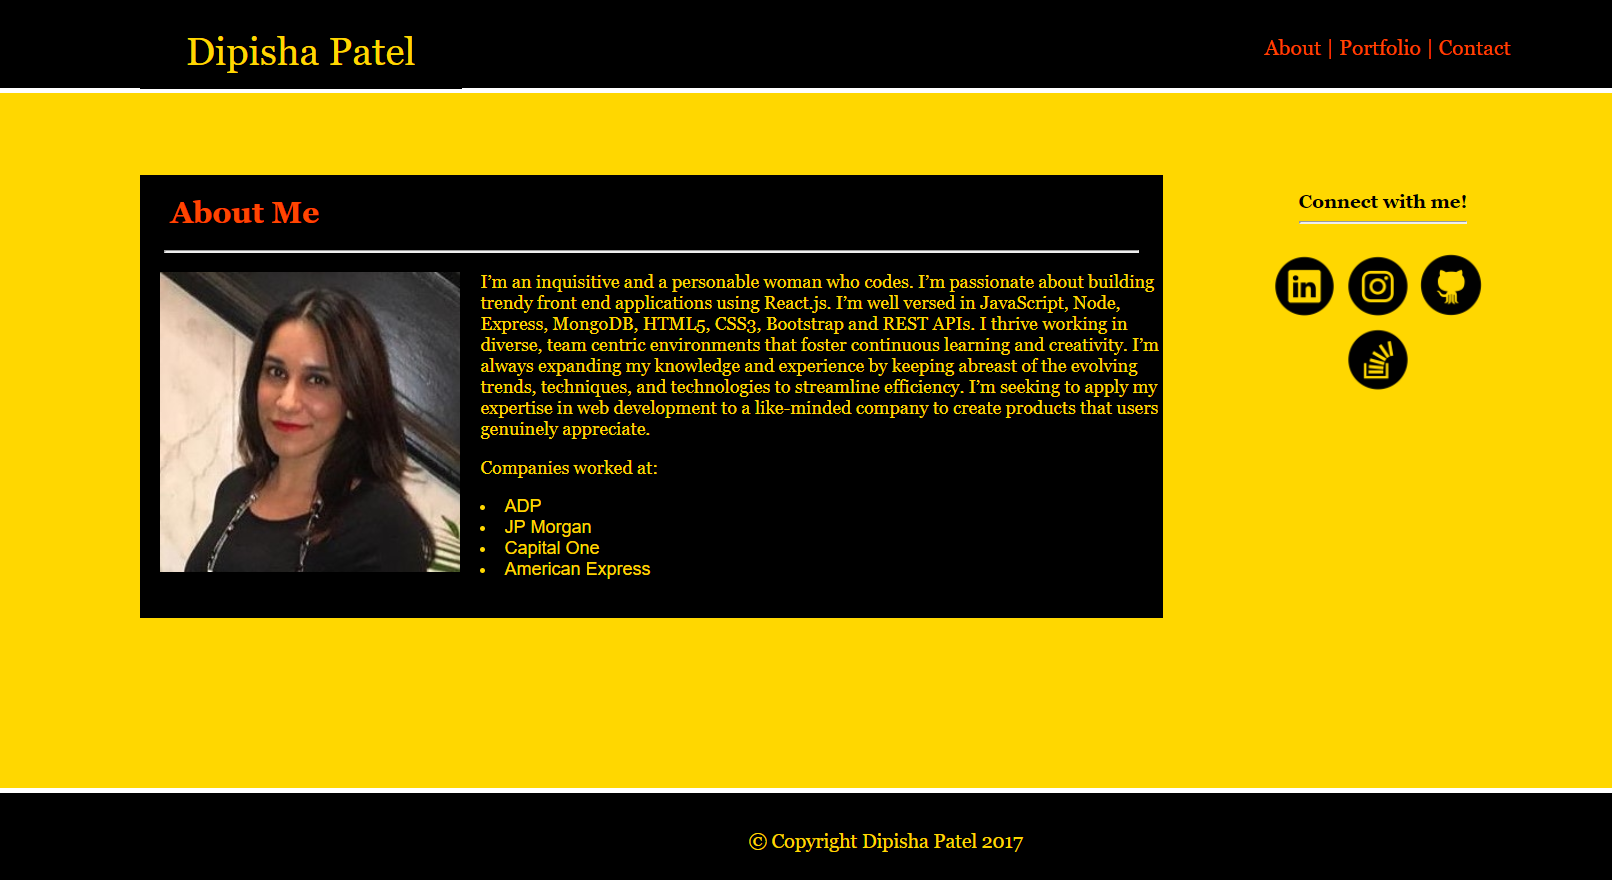 Dipisha Patel
About | Portfolio | Contact
About Me
I’m an inquisitive and a personable woman who codes. I’m passionate about building
trendy front end applications using React.js. I’m well versed in JavaScript, Node,
Express, MongoDB, HTML5, CSS3, Bootstrap and REST APIs. I thrive working in
diverse, team centric environments that foster continuous learning and creativity. I’m
always expanding my knowledge and experience by keeping abreast of the evolving
trends, techniques, and technologies to streamline efficiency. I’m seeking to apply my
expertise in web development to a like-minded company to create products that users
genuinely appreciate.
Companies worked at:
• ADP
• JP Morgan
• Capital One
• American Express
Connect with me!
in
© Copyright Dipisha Patel 2017